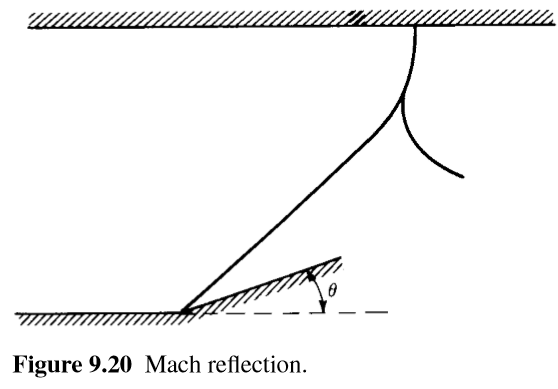 θ
Figure 9.20 Mach reflection.